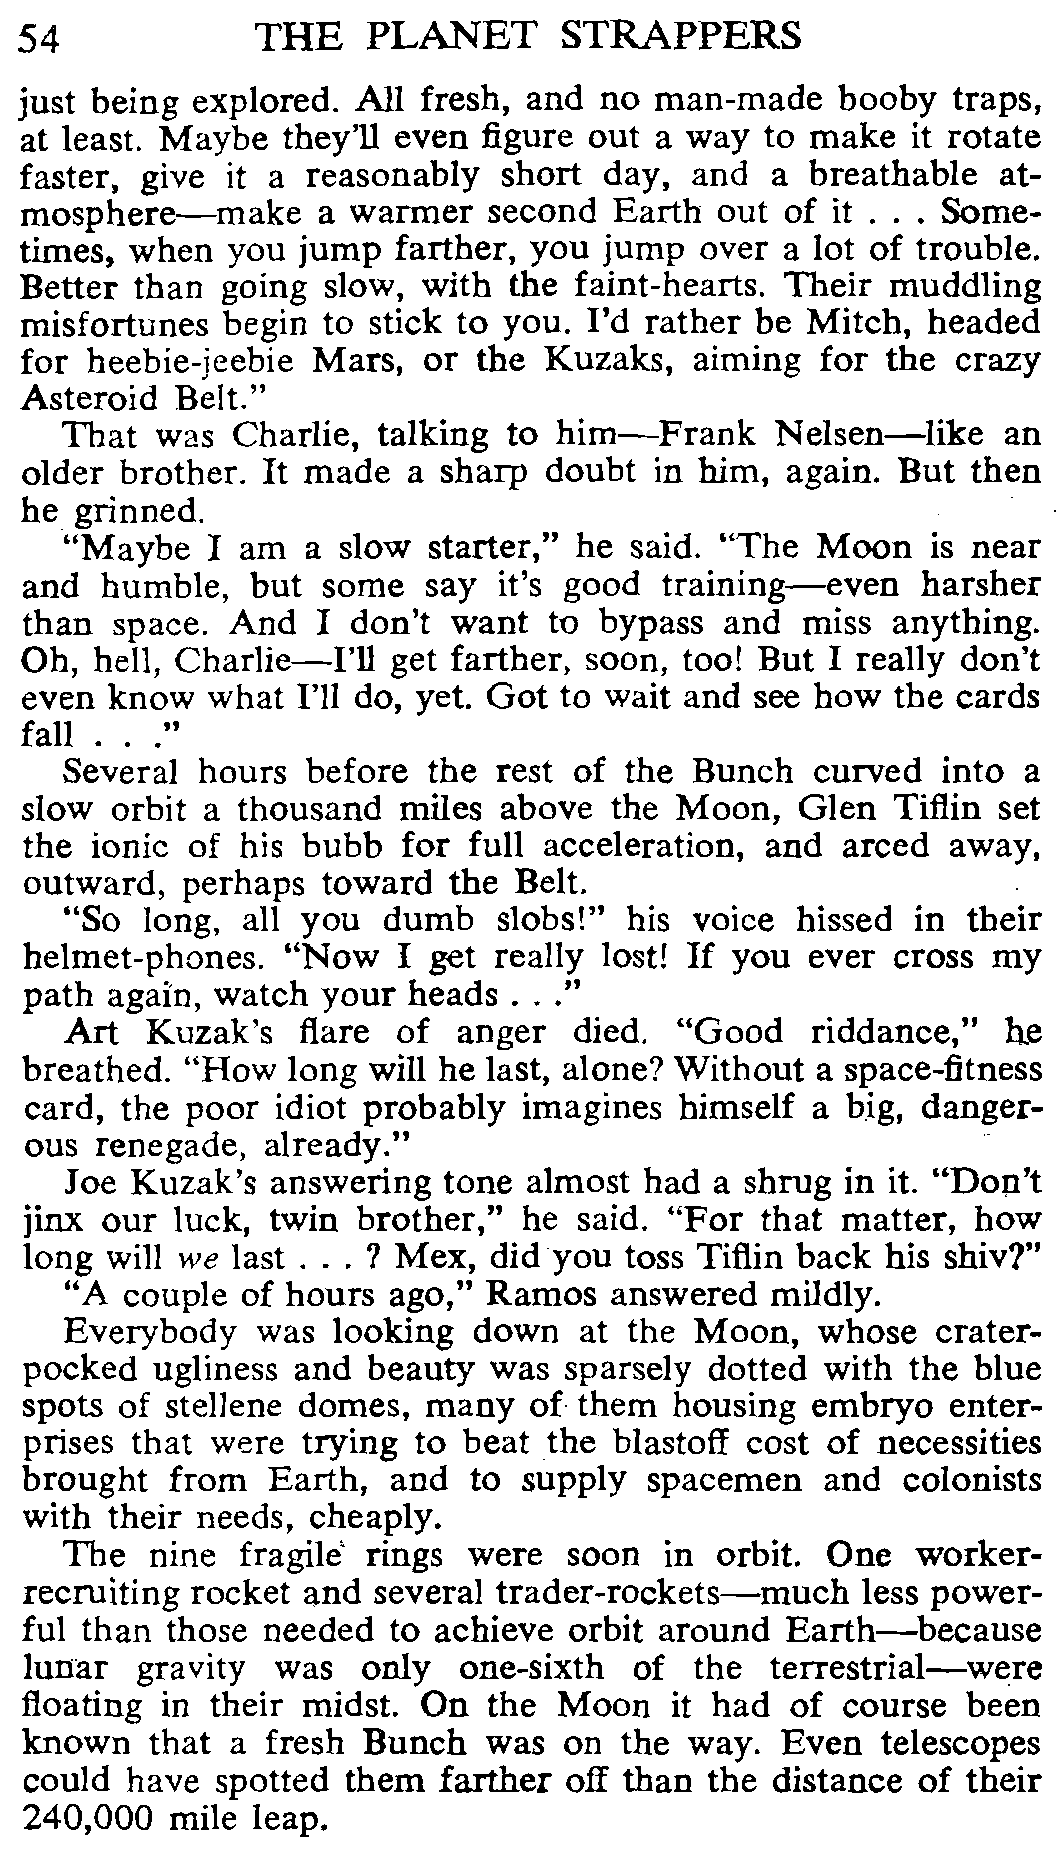 54 THE PLANET STRAPPERS
just being explored. All fresh, and no man-made booby traps,
at least. Maybe they'll even figure out a way to make it rotate
faster, give it a reasonably short day, and a breathable at-
mosphere—make a warmer second Earth out of it . . . Some-
times, when you jump farther, you jump over a lot of trouble.
Better than going slow, with the faint-hearts. Their muddling
misfortunes begin to stick to you. I'd rather be Mitch, headed
for heebie-jeebie Mars, or the Kuzaks, aiming for the crazy
Asteroid Belt."
That was Charlie, talking to him—Frank Nelsen—like an
older brother. It made a sharp doubt in him, again. But then
he grinned.
"Maybe I am a slow starter," he said. "The Moon is near
and humble, but some say it's good training—even harsher
than space. And I don't want to bypass and miss anything.
Oh, hell, Charlie—I'll get farther, soon, too! But I really don't
even know what I'll do, yet. Got to wait and see how the cards
fall . . ."
Several hours before the rest of the Bunch curved into a
slow orbit a thousand miles above the Moon, Glen Tiflin set
the ionic of his bubb for full acceleration, and arced away,
outward, perhaps toward the Belt.
"So long, all you dumb slobs!" his voice hissed in their
helmet-phones. "Now I get really lost! If you ever cross my
path again, watch your heads . . ."
Art Kuzak's flare of anger died. "Good riddance," he
breathed. "How long will he last, alone? Without a space-fitness
card, the poor idiot probably imagines himself a big, danger-
ous renegade, already."
Joe Kuzak's answering tone almost had a shrug in it. "Don't
jinx our luck, twin brother," he said. "For that matter, how
long will we last . . . ? Mex, did you toss Tiflin back his shiv?"
"A couple of hours ago," Ramos answered mildly.
Everybody was looking down at the Moon, whose crater-
pocked ugliness and beauty was sparsely dotted with the blue
spots of stellene domes, many of them housing embryo enter-
prises that were trying to beat the blastoff cost of necessities
brought from Earth, and to supply spacemen and colonists
with their needs, cheaply.
The nine fragile rings were soon in orbit. One worker-
recruiting rocket and several trader-rockets—much less power-
ful than those needed to achieve orbit around Earth—because
lunar gravity was only one-sixth of the terrestrial—were
floating in their midst. On the Moon it had of course been
known that a fresh Bunch was on the way. Even telescopes
could have spotted them farther off than the distance of their
240,000 mile leap.